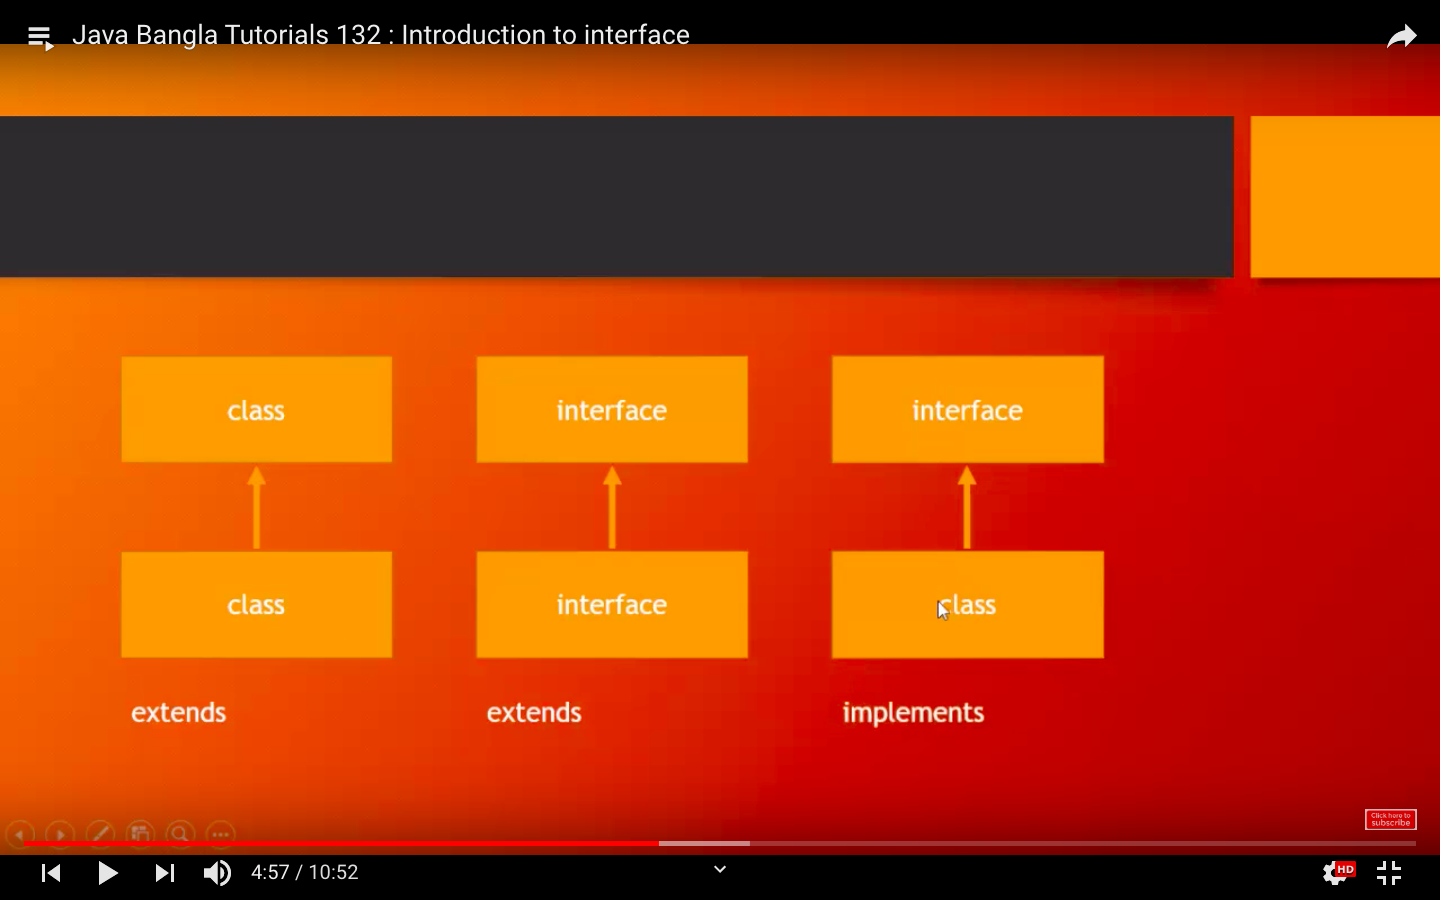 Java Bangla Tutorials 132 : Introduction to interface
class interface interface
class interface class
extends extends implements
Click here to
subscribe
4:57 / 10:52
HD